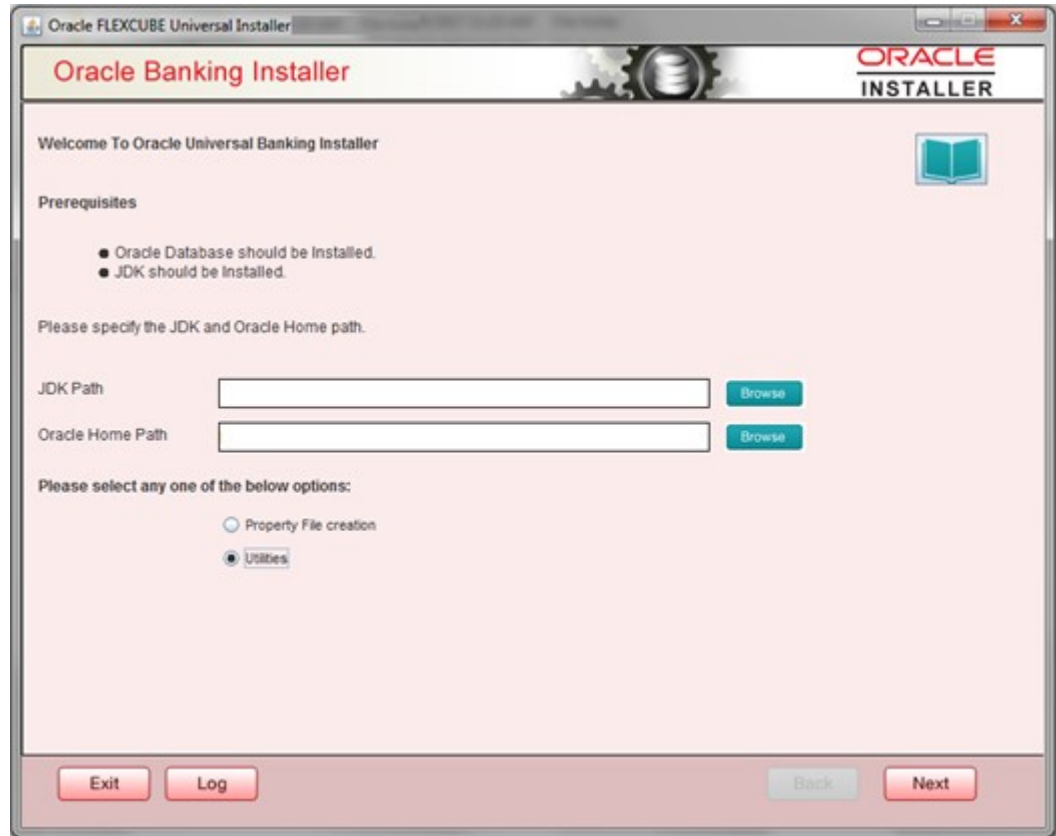 Oracle FLEXCUBE Universal Installer
Oracle Banking Installer
ORACLE
INSTALLER
Welcome To Oracle Universal Banking Installer
Prerequisites
Oracle Database should be Installed.
JDK should be Installed.
Please specify the JDK and Oracle Home path.
JDK Path
Browse
Oracle Home Path
Browse
Please select any one of the below options:
Property File creation
Utilities
Exit
Log
Back
Next